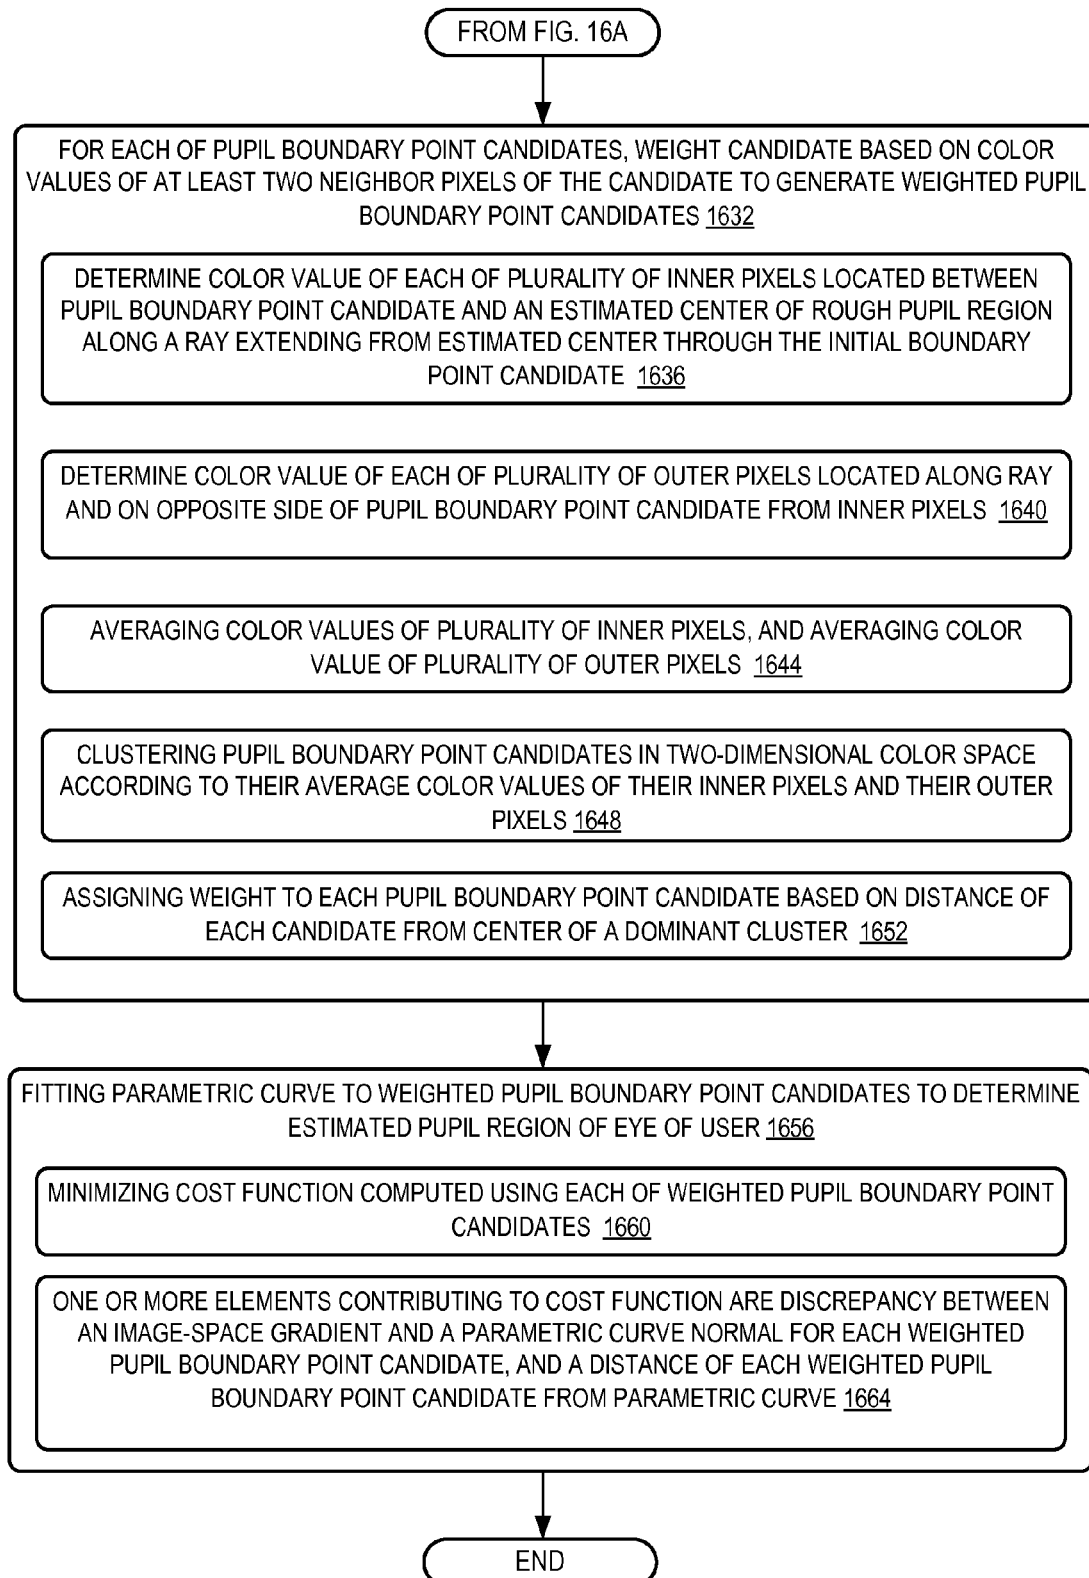 FROM FIG. 16A
FOR EACH OF PUPIL BOUNDARY POINT CANDIDATES, WEIGHT CANDIDATE BASED ON COLOR
VALUES OF AT LEAST TWO NEIGHBOR PIXELS OF THE CANDIDATE TO GENERATE WEIGHTED PUPIL
BOUNDARY POINT CANDIDATES 1632
DETERMINE COLOR VALUE OF EACH OF PLURALITY OF INNER PIXELS LOCATED BETWEEN
PUPIL BOUNDARY POINT CANDIDATE AND AN ESTIMATED CENTER OF ROUGH PUPIL REGION
ALONG A RAY EXTENDING FROM ESTIMATED CENTER THROUGH THE INITIAL BOUNDARY
POINT CANDIDATE 1636
DETERMINE COLOR VALUE OF EACH OF PLURALITY OF OUTER PIXELS LOCATED ALONG RAY
AND ON OPPOSITE SIDE OF PUPIL BOUNDARY POINT CANDIDATE FROM INNER PIXELS 1640
AVERAGING COLOR VALUES OF PLURALITY OF INNER PIXELS, AND AVERAGING COLOR
VALUE OF PLURALITY OF OUTER PIXELS 1644
CLUSTERING PUPIL BOUNDARY POINT CANDIDATES IN TWO-DIMENSIONAL COLOR SPACE
ACCORDING TO THEIR AVERAGE COLOR VALUES OF THEIR INNER PIXELS AND THEIR OUTER
PIXELS 1648
ASSIGNING WEIGHT TO EACH PUPIL BOUNDARY POINT CANDIDATE BASED ON DISTANCE OF
EACH CANDIDATE FROM CENTER OF A DOMINANT CLUSTER 1652
FITTING PARAMETRIC CURVE TO WEIGHTED PUPIL BOUNDARY POINT CANDIDATES TO DETERMINE
ESTIMATED PUPIL REGION OF EYE OF USER 1656
MINIMIZING COST FUNCTION COMPUTED USING EACH OF WEIGHTED PUPIL BOUNDARY POINT
CANDIDATES 1660
ONE OR MORE ELEMENTS CONTRIBUTING TO COST FUNCTION ARE DISCREPANCY BETWEEN
AN IMAGE-SPACE GRADIENT AND A PARAMETRIC CURVE NORMAL FOR EACH WEIGHTED
PUPIL BOUNDARY POINT CANDIDATE, AND A DISTANCE OF EACH WEIGHTED PUPIL
BOUNDARY POINT CANDIDATE FROM PARAMETRIC CURVE 1664
END